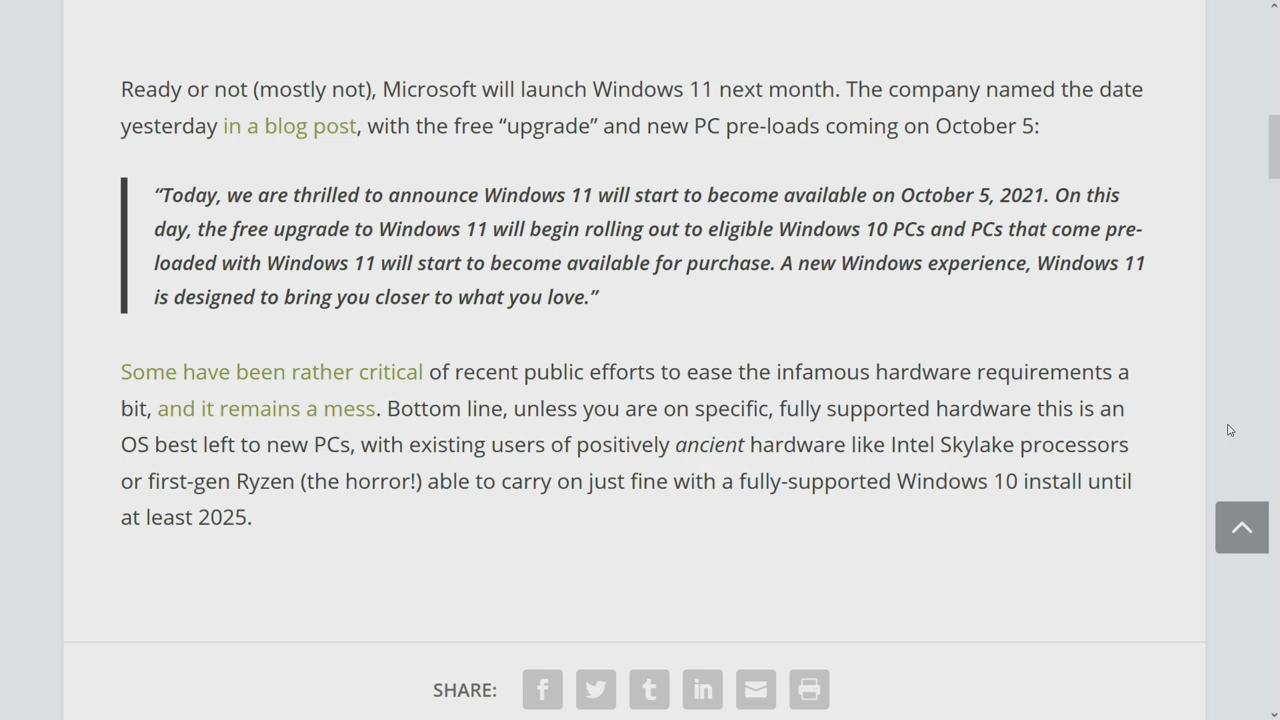 Ready or not (mostly not), Microsoft will launch Windows 11 next month. The company named the date
yesterday in a blog post, with the free “upgrade” and new PC pre-loads coming on October 5:
“Today, we are thrilled to announce Windows 11 will start to become available on October 5, 2021. On this
day, the free upgrade to Windows 11 will begin rolling out to eligible Windows 10 PCs and PCs that come pre-
loaded with Windows 11 will start to become available for purchase. A new Windows experience, Windows 11
is designed to bring you closer to what you love.”
Some have been rather critical of recent public efforts to ease the infamous hardware requirements a
bit, and it remains a mess. Bottom line, unless you are on specific, fully supported hardware this is an
OS best left to new PCs, with existing users of positively ancient hardware like Intel Skylake processors
or first-gen Ryzen (the horror!) able to carry on just fine with a fully-supported Windows 10 install until
at least 2025.
SHARE: